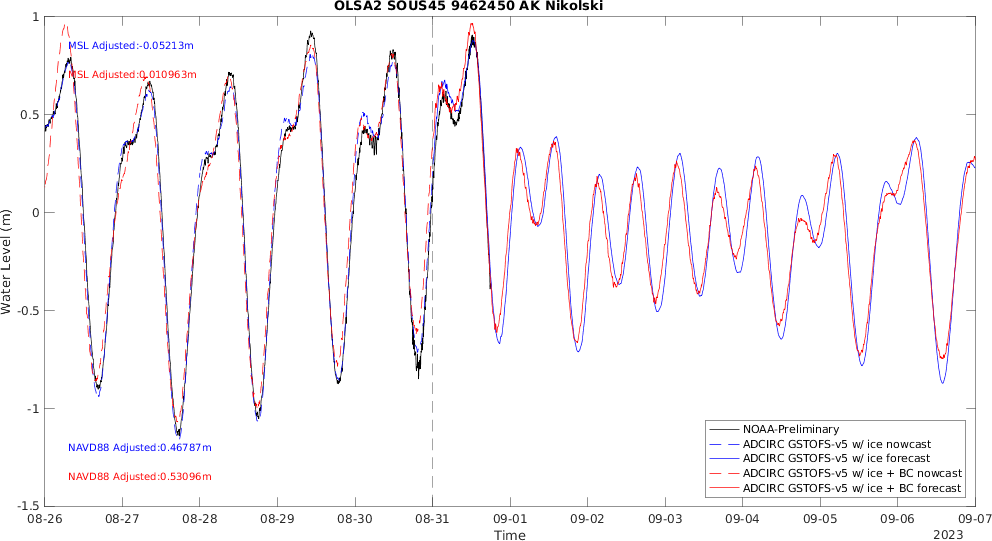 OLSA2 SOUS45 9462450 AK Nikolski
1
MSL Adjusted:-0.05213m
MSL Adjusted:0.010963m
0.5
0
Water Level (m)
-0.5
-1
NAVD88 Adjusted:0.46787m
NAVD88 Adjusted:0.53096m
-1.5
NOAA-Preliminary
ADCIRC GSTOFS-v5 w/ ice nowcast
ADCIRC GSTOFS-v5 w/ ice forecast
ADCIRC GSTOFS-v5 w/ ice + BC nowcast
ADCIRC GSTOFS-v5 w/ ice + BC forecast
08-26 08-27 08-28 08-29 08-30 08-31 09-01 09-02 09-03 09-04 09-05 09-06 09-07
Time
2023